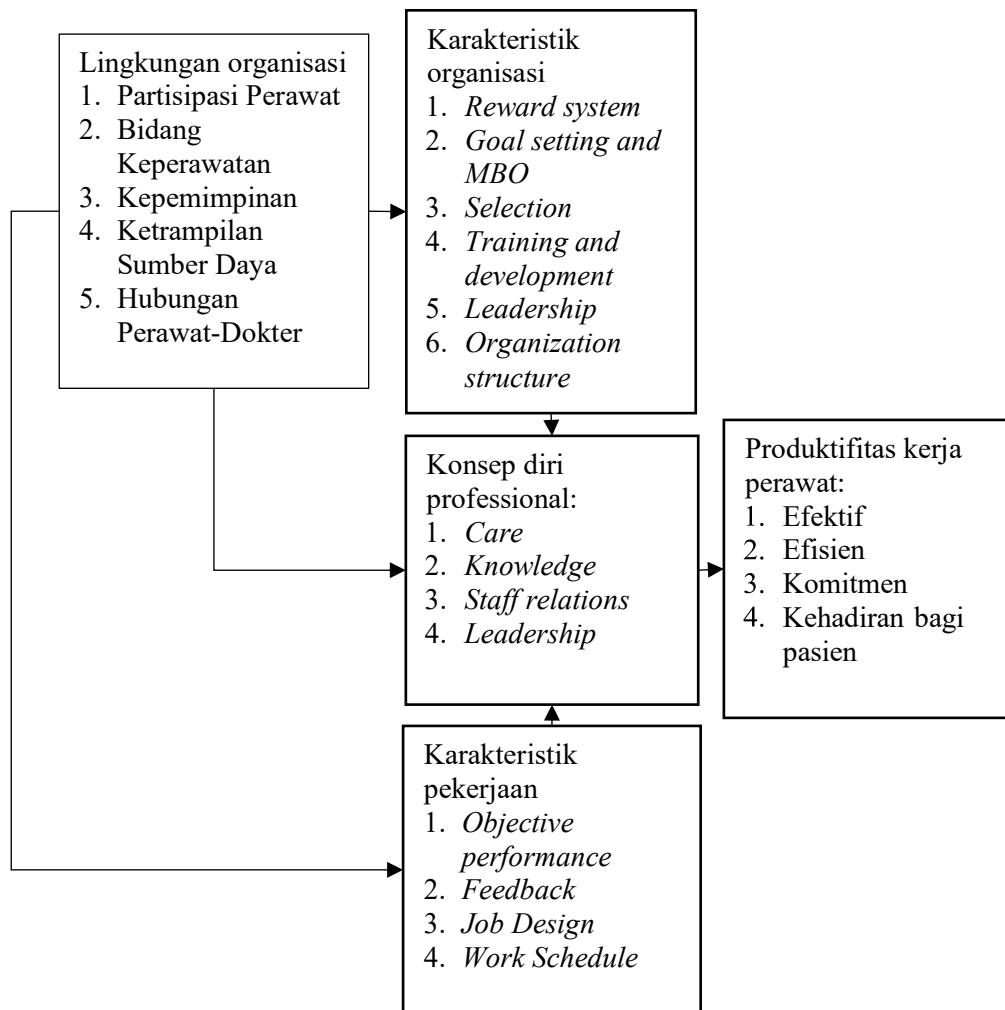 Lingkungan organisasi
1. Partisipasi Perawat
2. Bidang
Keperawatan
3. Kepemimpinan
4. Ketrampilan
Sumber Daya
5. Hubungan
Perawat-Dokter
Karakteristik
organisasi
1. Reward system
2. Goal setting and
MBO
3. Selection
4. Training and
development
5. Leadership
6. Organization
structure
Konsep diri
professional:
1. Care
2. Knowledge
3. Staff relations
4. Leadership
Produktifitas kerja
perawat:
1. Efektif
2. Efisien
3. Komitmen
4. Kehadiran bagi
pasien
Karakteristik
pekerjaan
1. Objective
performance
2. Feedback
3. Job Design
4. Work Schedule